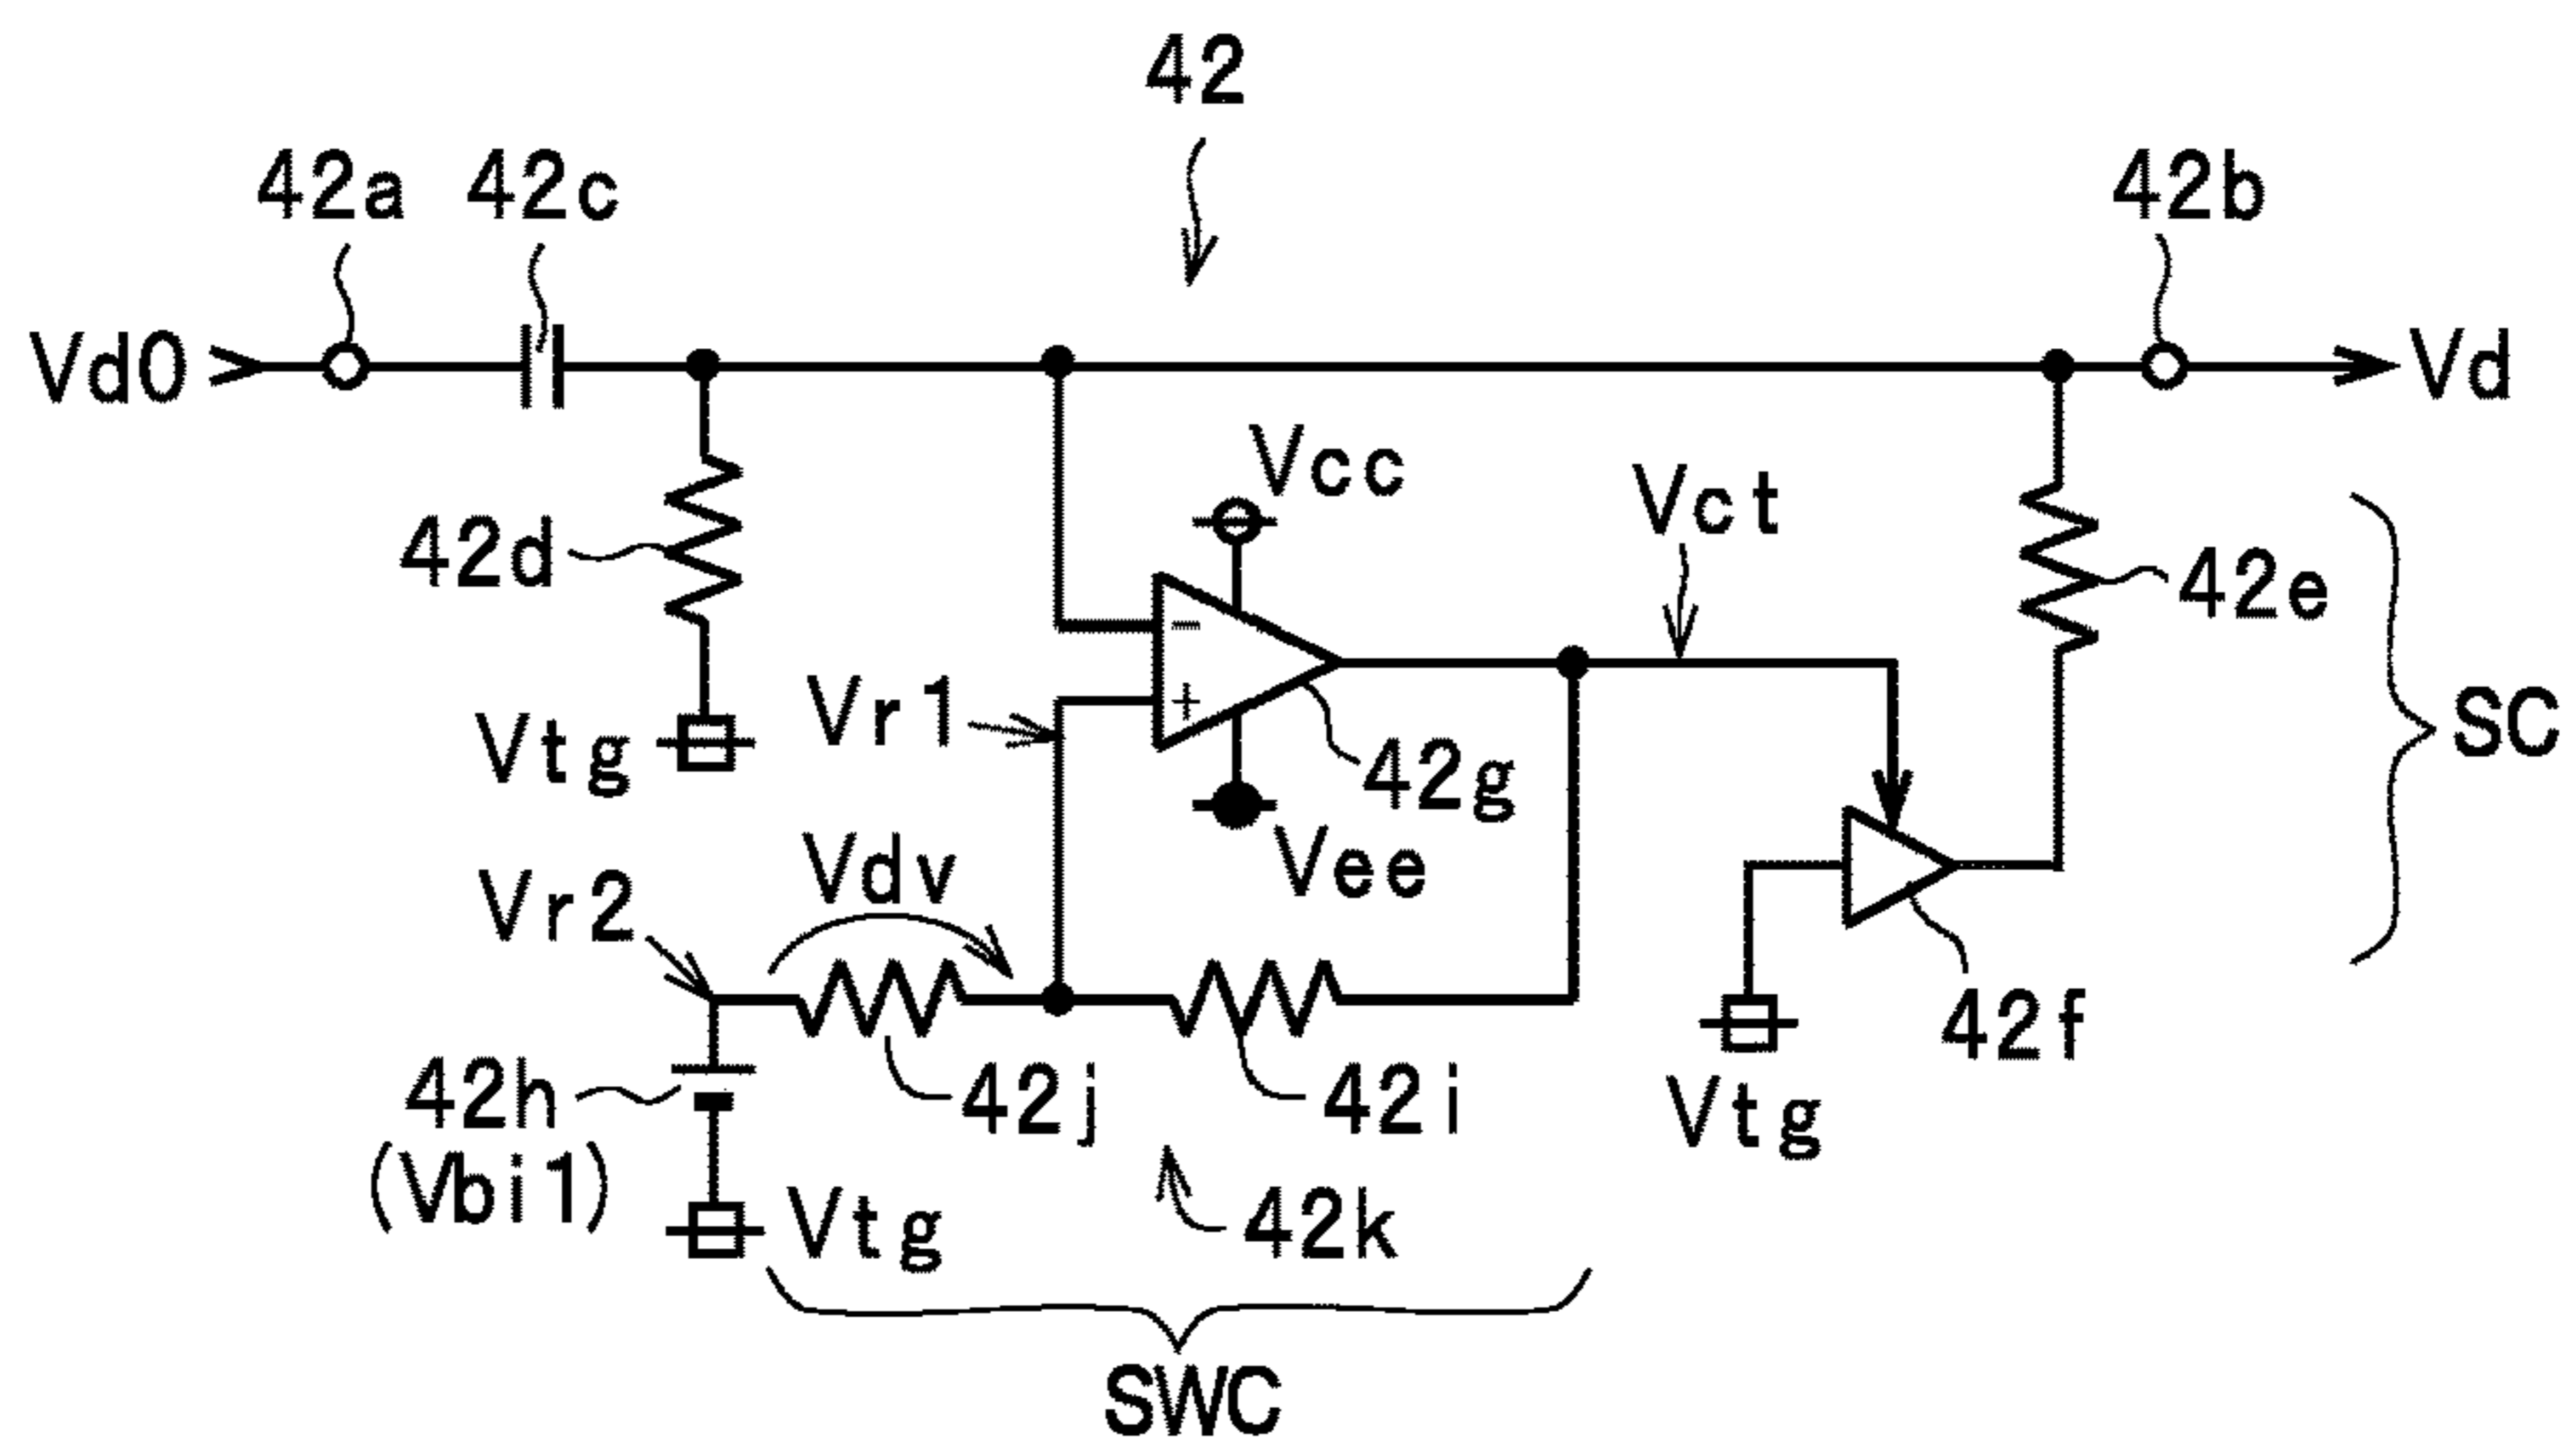 42
42a
42c
42b
Vd0
Vd
Vcc
Vct
42d
42e
−
Vr1
+
SC
Vtg
42g
Vdv
Vee
Vr2
42f
42h
42j
42i
(Vbi1)
Vtg
Vtg
42k
SWC